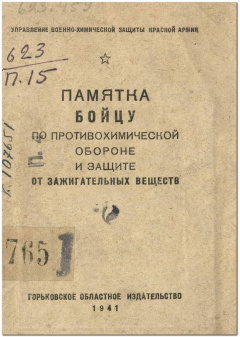 УПРАВЛЕНИЕ ВОЕННО-ХИМИЧЕСКОЙ ЗАЩИТЫ КРАСНОЙ АРМИИ
623
П.15
ПАМЯТКА
БОЙЦУ
ПО ПРОТИВОХИМИЧЕСКОЙ
ОБОРОНЕ
И ЗАЩИТЕ
ОТ ЗАЖИГАТЕЛЬНЫХ ВЕЩЕСТВ
К. 107651
765
ГОРЬКОВСКОЕ ОБЛАСТНОЕ ИЗДАТЕЛЬСТВО
1941